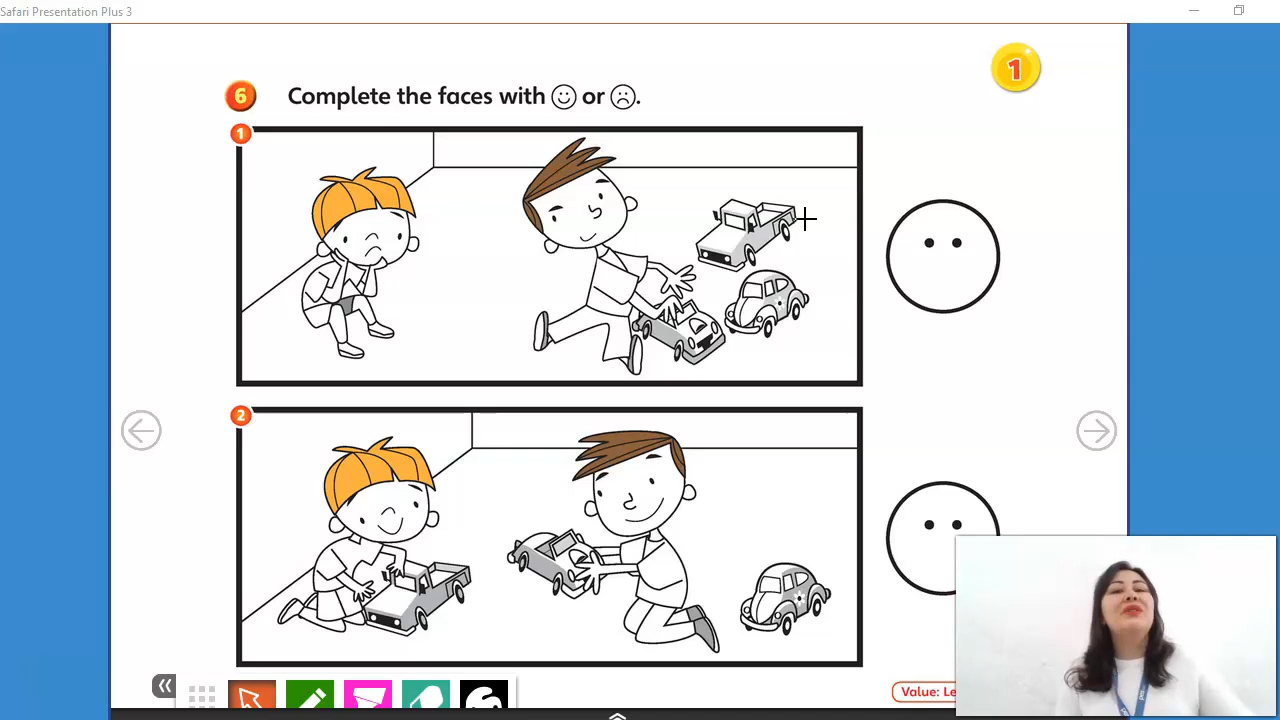 Safari Presentation Plus 3
1
6 Complete the faces with or .
1
2
Value: Le